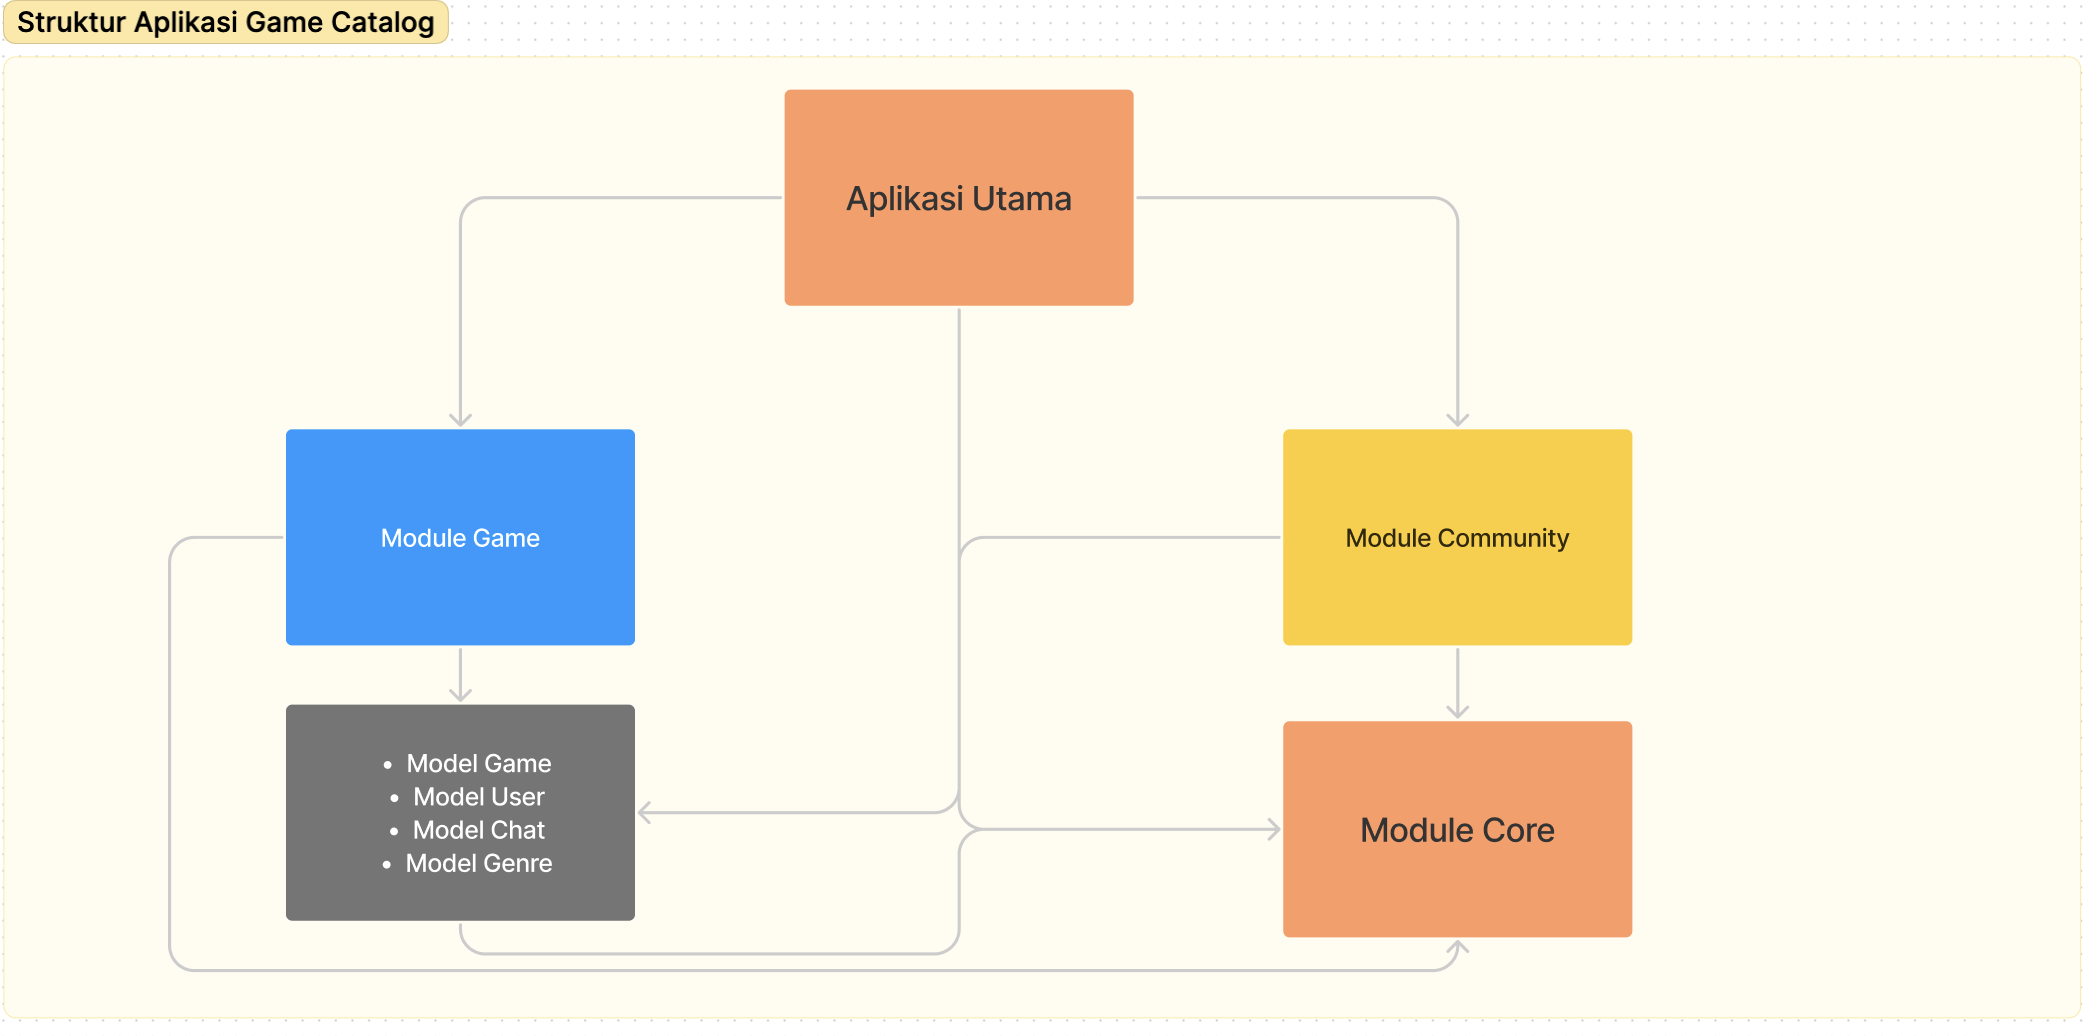 Struktur Aplikasi Game Catalog
Aplikasi Utama
Module Game
Module Community
• Model Game
• Model User
• Model Chat
• Model Genre
Module Core